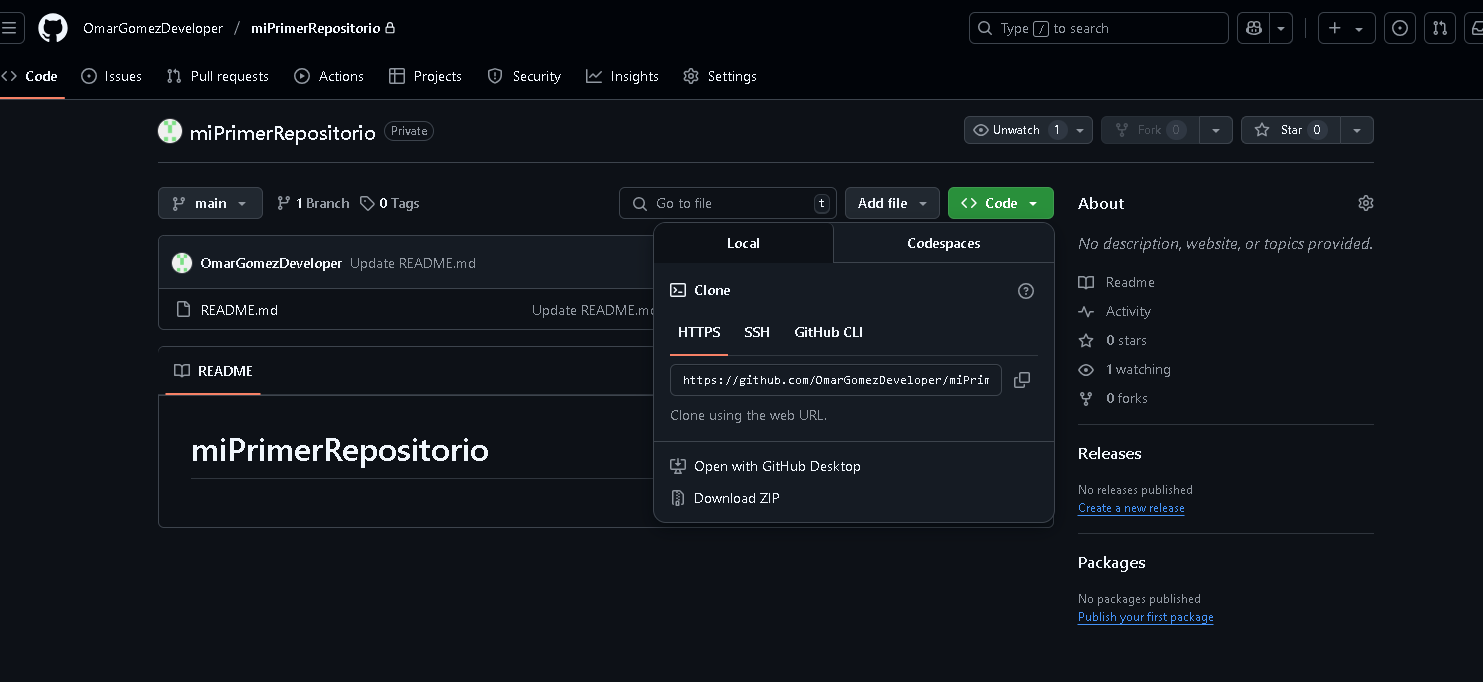 OmarGomezDeveloper / miPrimerRepositorio
Type / to search
Code Issues Pull requests Actions Projects Security Insights Settings
miPrimerRepositorio Private
Unwatch 1 Fork 0 Star 0
main 1 Branch 0 Tags
Go to file t
Add file
Code
Local Codespaces
Clone
HTTPS SSH GitHub CLI
https://github.com/OmarGomezDeveloper/miPrim
Clone using the web URL.
Open with GitHub Desktop
Download ZIP
OmarGomezDeveloper Update README.md
README.md Update README.md
README
miPrimerRepositorio
About
No description, website, or topics provided.
Readme
Activity
0 stars
1 watching
0 forks
Releases
No releases published
Create a new release
Packages
No packages published
Publish your first package